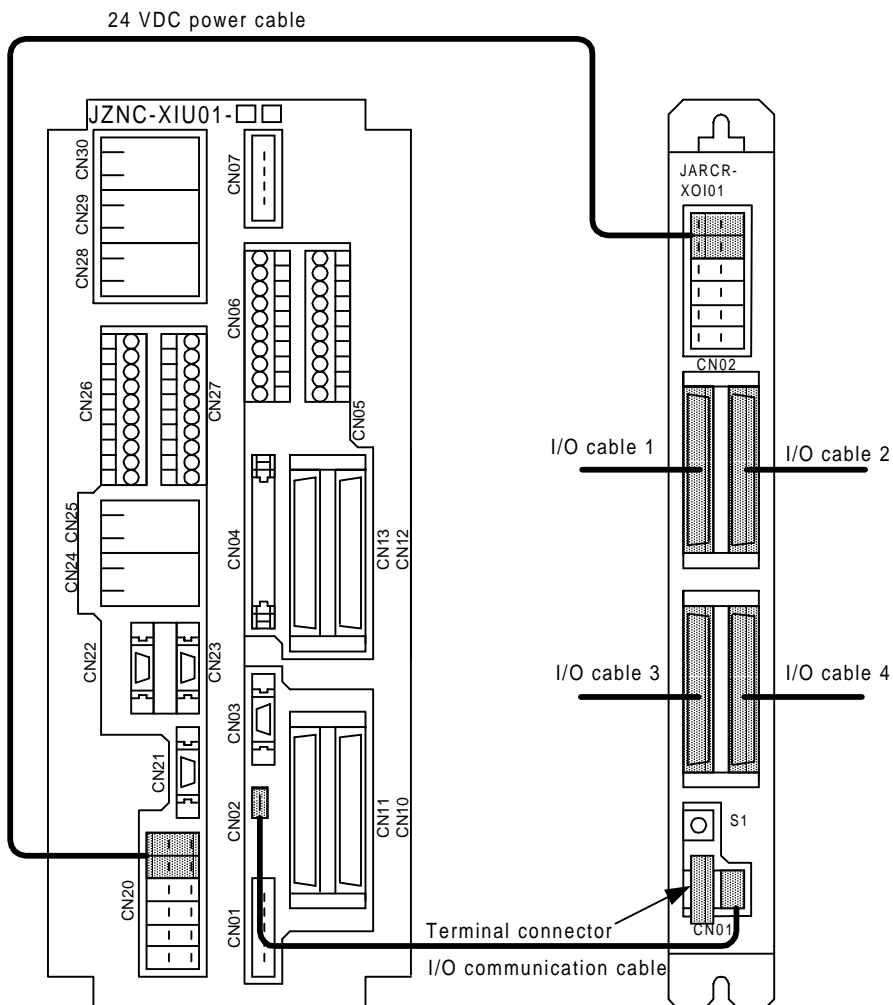 24 VDC power cable
JZNC-XIU01-□□
CN30
CN29
CN28
CN07
CN06
CN26
CN27
CN05
CN25
CN24
CN04
CN13
CN12
CN22
CN23
CN03
CN21
CN02
CN11
CN10
CN20
CN01
JARCR-
XOI01
CN02
I/O cable 1
I/O cable 2
I/O cable 3
I/O cable 4
S1
Terminal connector
CN01
I/O communication cable